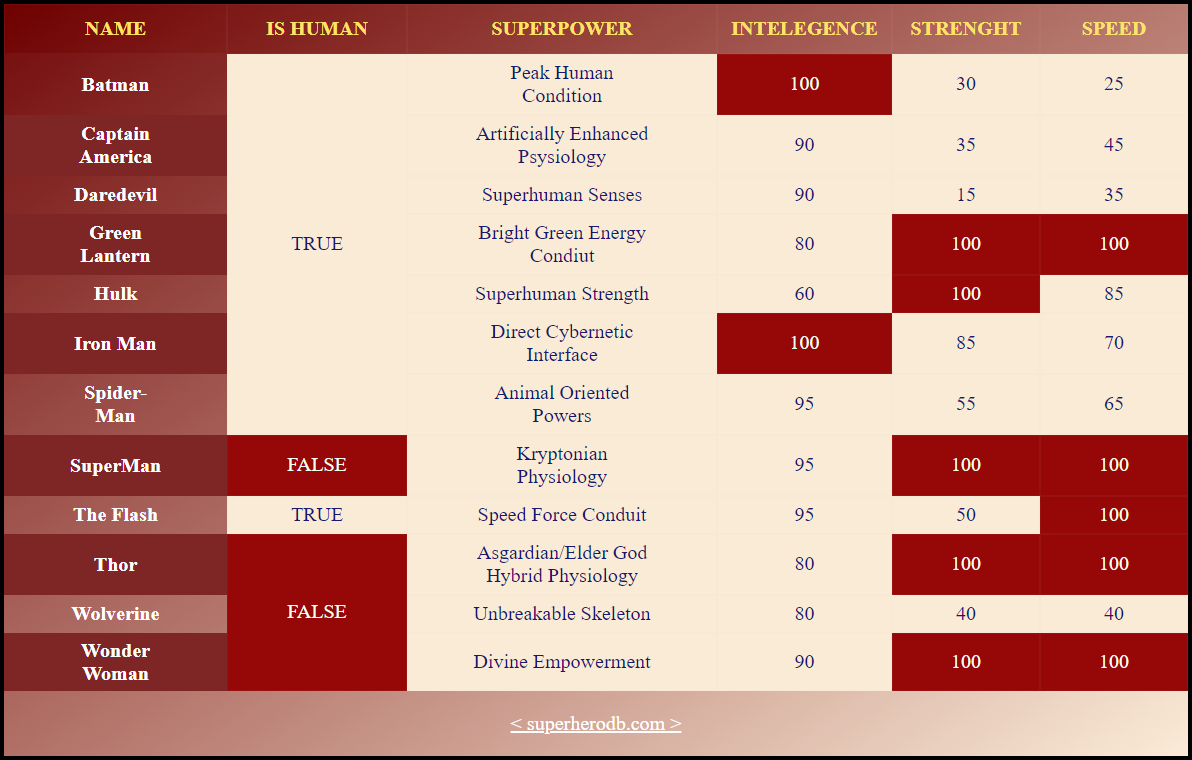 NAME IS HUMAN SUPERPOWER INTELEGENCE STRENGHT SPEED
Batman
Peak Human
Condition
100 30 25
Captain
America
Artificially Enhanced
Psysiology
90 35 45
Daredevil Superhuman Senses 90 15 35
Green
Lantern
TRUE
Bright Green Energy
Condiut
80 100 100
Hulk Superhuman Strength 60 100 85
Iron Man
Direct Cybernetic
Interface
100 85 70
Spider-
Man
Animal Oriented
Powers
95 55 65
SuperMan FALSE
Kryptonian
Physiology
95 100 100
The Flash TRUE Speed Force Conduit 95 50 100
Thor
Asgardian/Elder God
Hybrid Physiology
80 100 100
Wolverine FALSE Unbreakable Skeleton 80 40 40
Wonder
Woman
Divine Empowerment 90 100 100
< superherodb.com >